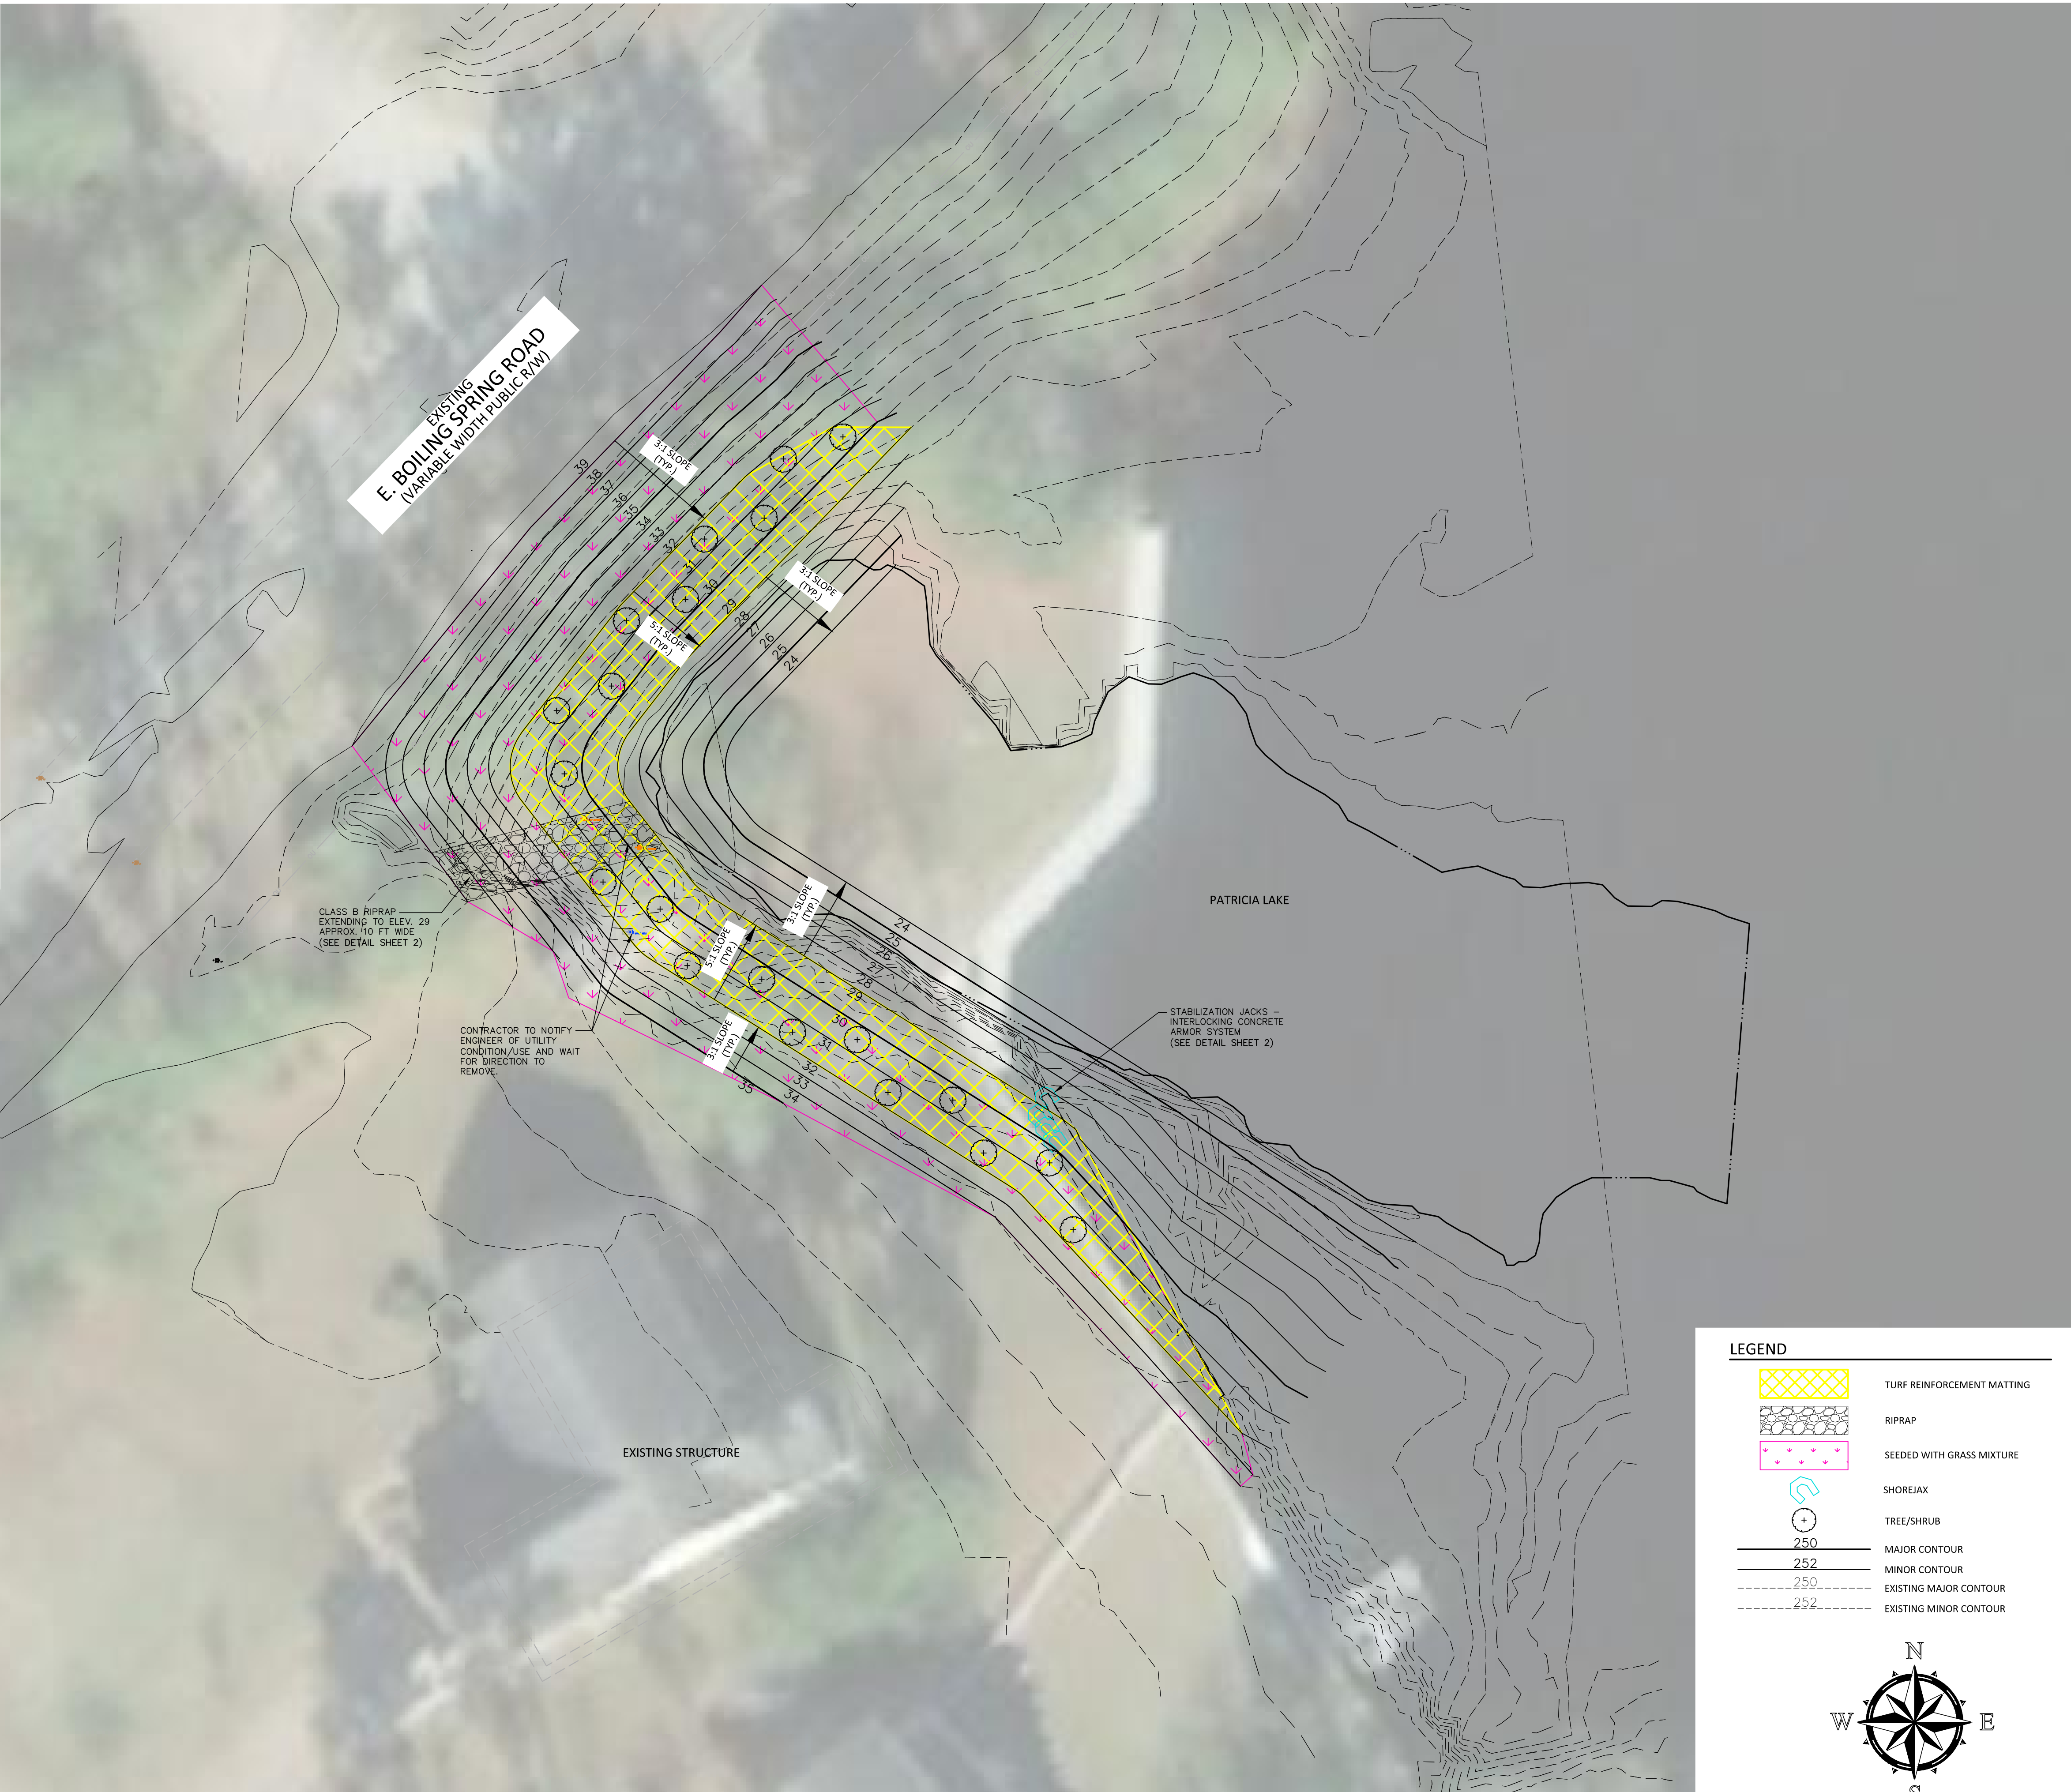 EXISTING
E. BOILING SPRING ROAD
(VARIABLE WIDTH PUBLIC R/W)
3:1 SLOPE
(TYP.)
39
38
37
36
35
34
33
32
31
30
29
28
27
26
25
24
3:1 SLOPE
(TYP.)
5:1 SLOPE
(TYP.)
CLASS B RIPRAP
EXTENDING TO ELEV. 29
APPROX. 10 FT WIDE
(SEE DETAIL SHEET 2)
CONTRACTOR TO NOTIFY
ENGINEER OF UTILITY
CONDITION/USE AND WAIT
FOR DIRECTION TO
REMOVE.
3:1 SLOPE
(TYP.)
5:1 SLOPE
(TYP.)
3:1 SLOPE
(TYP.)
24
25
26
27
28
29
30
31
32
33
34
35
PATRICIA LAKE
STABILIZATION JACKS –
INTERLOCKING CONCRETE
ARMOR SYSTEM
(SEE DETAIL SHEET 2)
EXISTING STRUCTURE
LEGEND
TURF REINFORCEMENT MATTING
RIPRAP
SEEDED WITH GRASS MIXTURE
SHOREJAX
TREE/SHRUB
250 MAJOR CONTOUR
252 MINOR CONTOUR
250 EXISTING MAJOR CONTOUR
252 EXISTING MINOR CONTOUR
N
W E
S